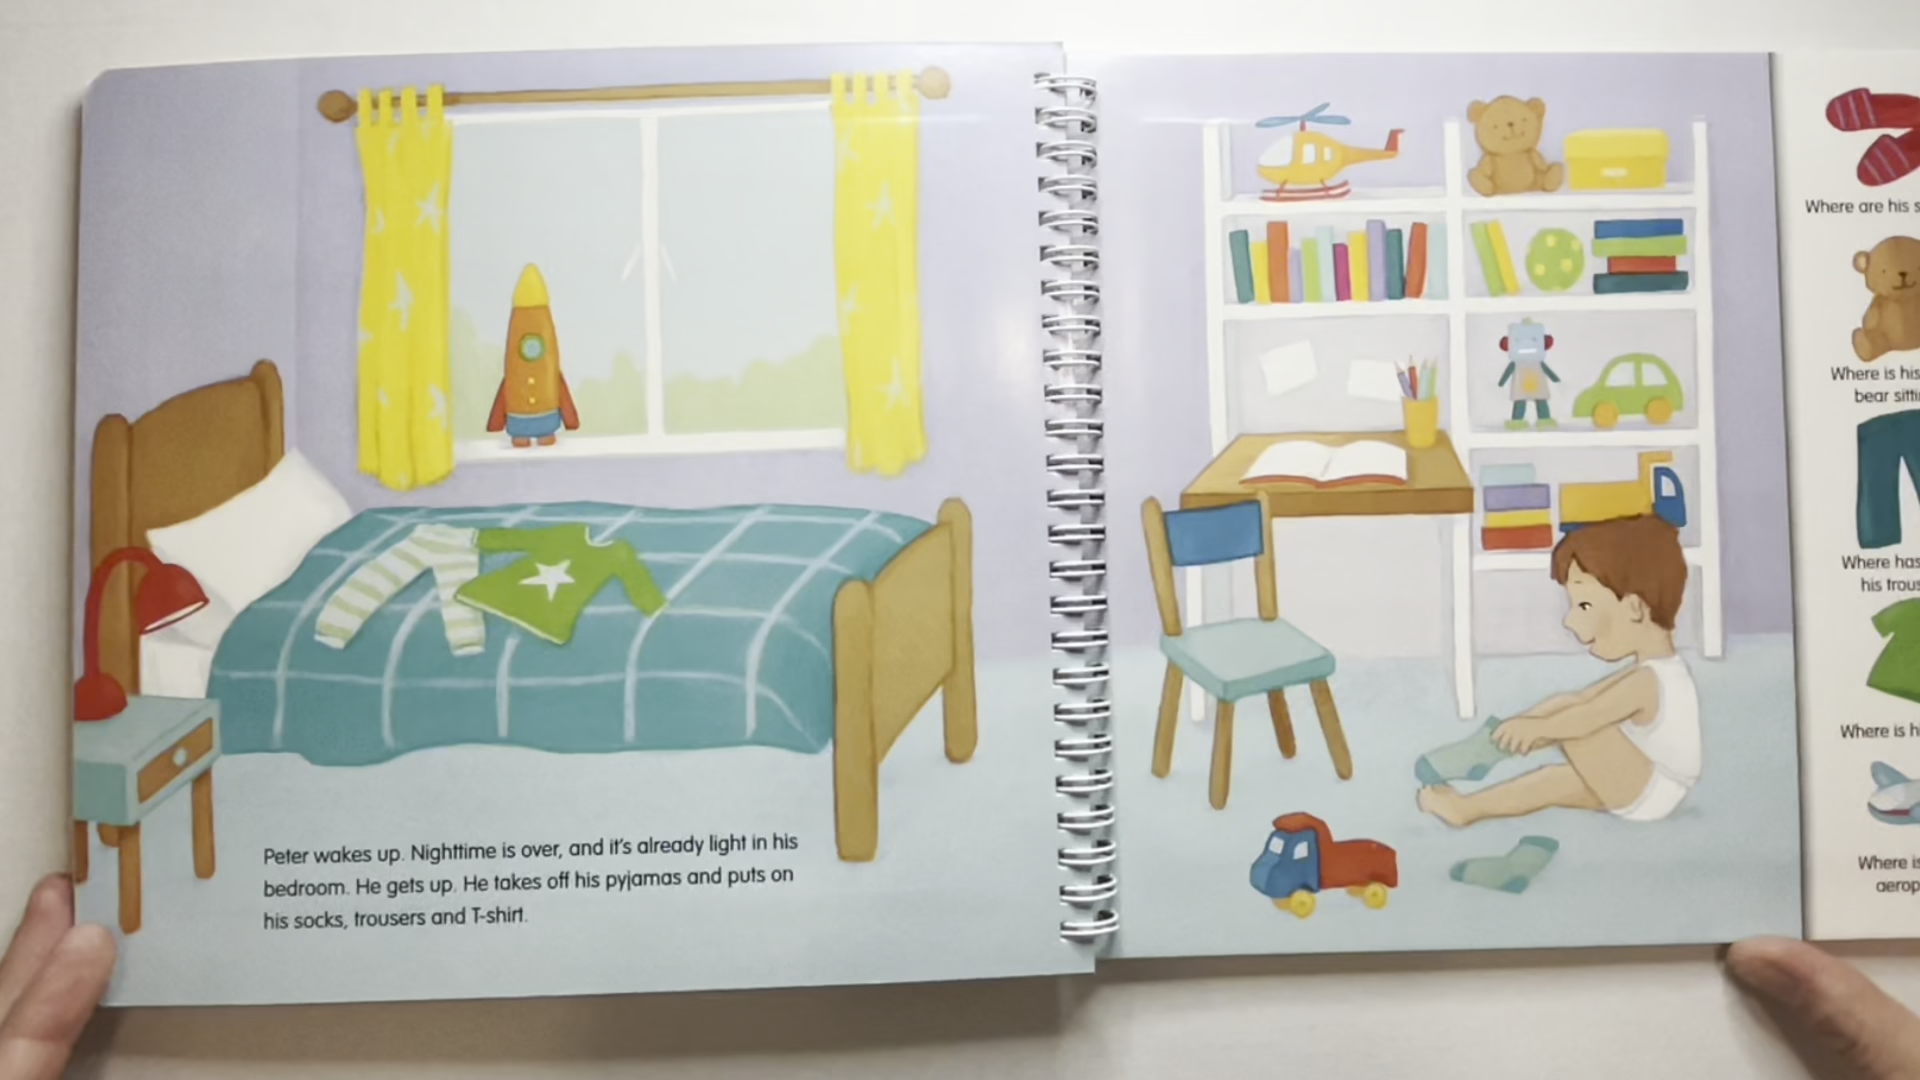 Peter wakes up. Nighttime is over, and it's already light in his
bedroom. He gets up. He takes off his pyjamas and puts on
his socks, trousers and T-shirt.
Where are his
Where is his
bear
Where has
his
Where is
Where is